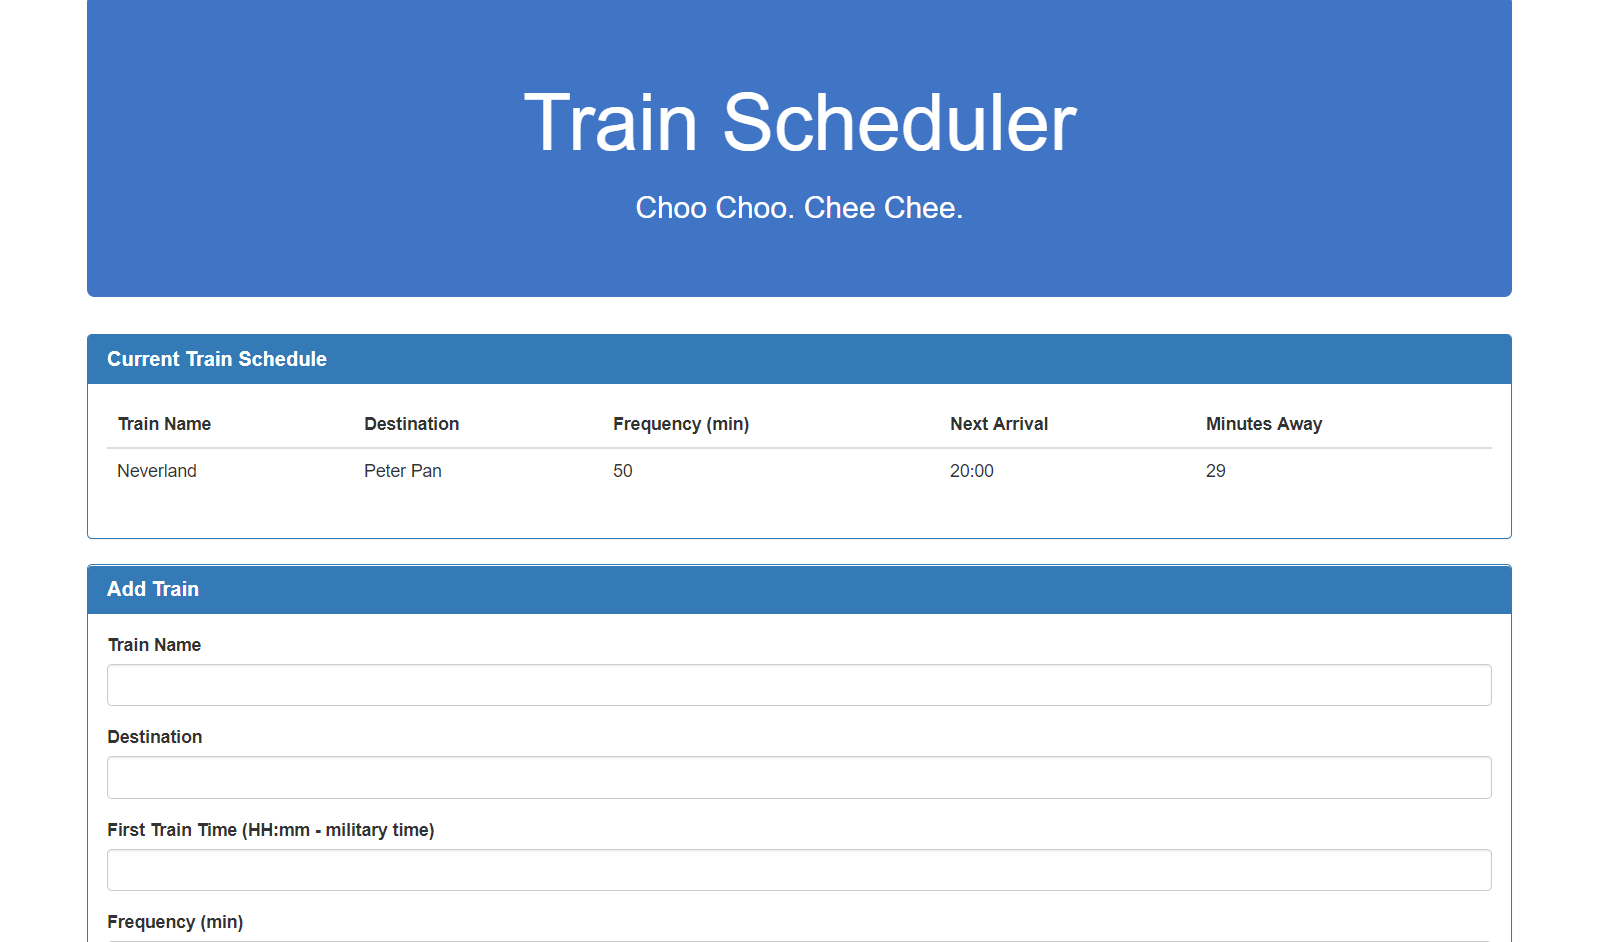 Train Scheduler
Choo Choo. Chee Chee.
Current Train Schedule
Train Name Destination Frequency (min) Next Arrival Minutes Away
Neverland Peter Pan 50 20:00 29
Add Train
Train Name
Destination
First Train Time (HH:mm - military time)
Frequency (min)